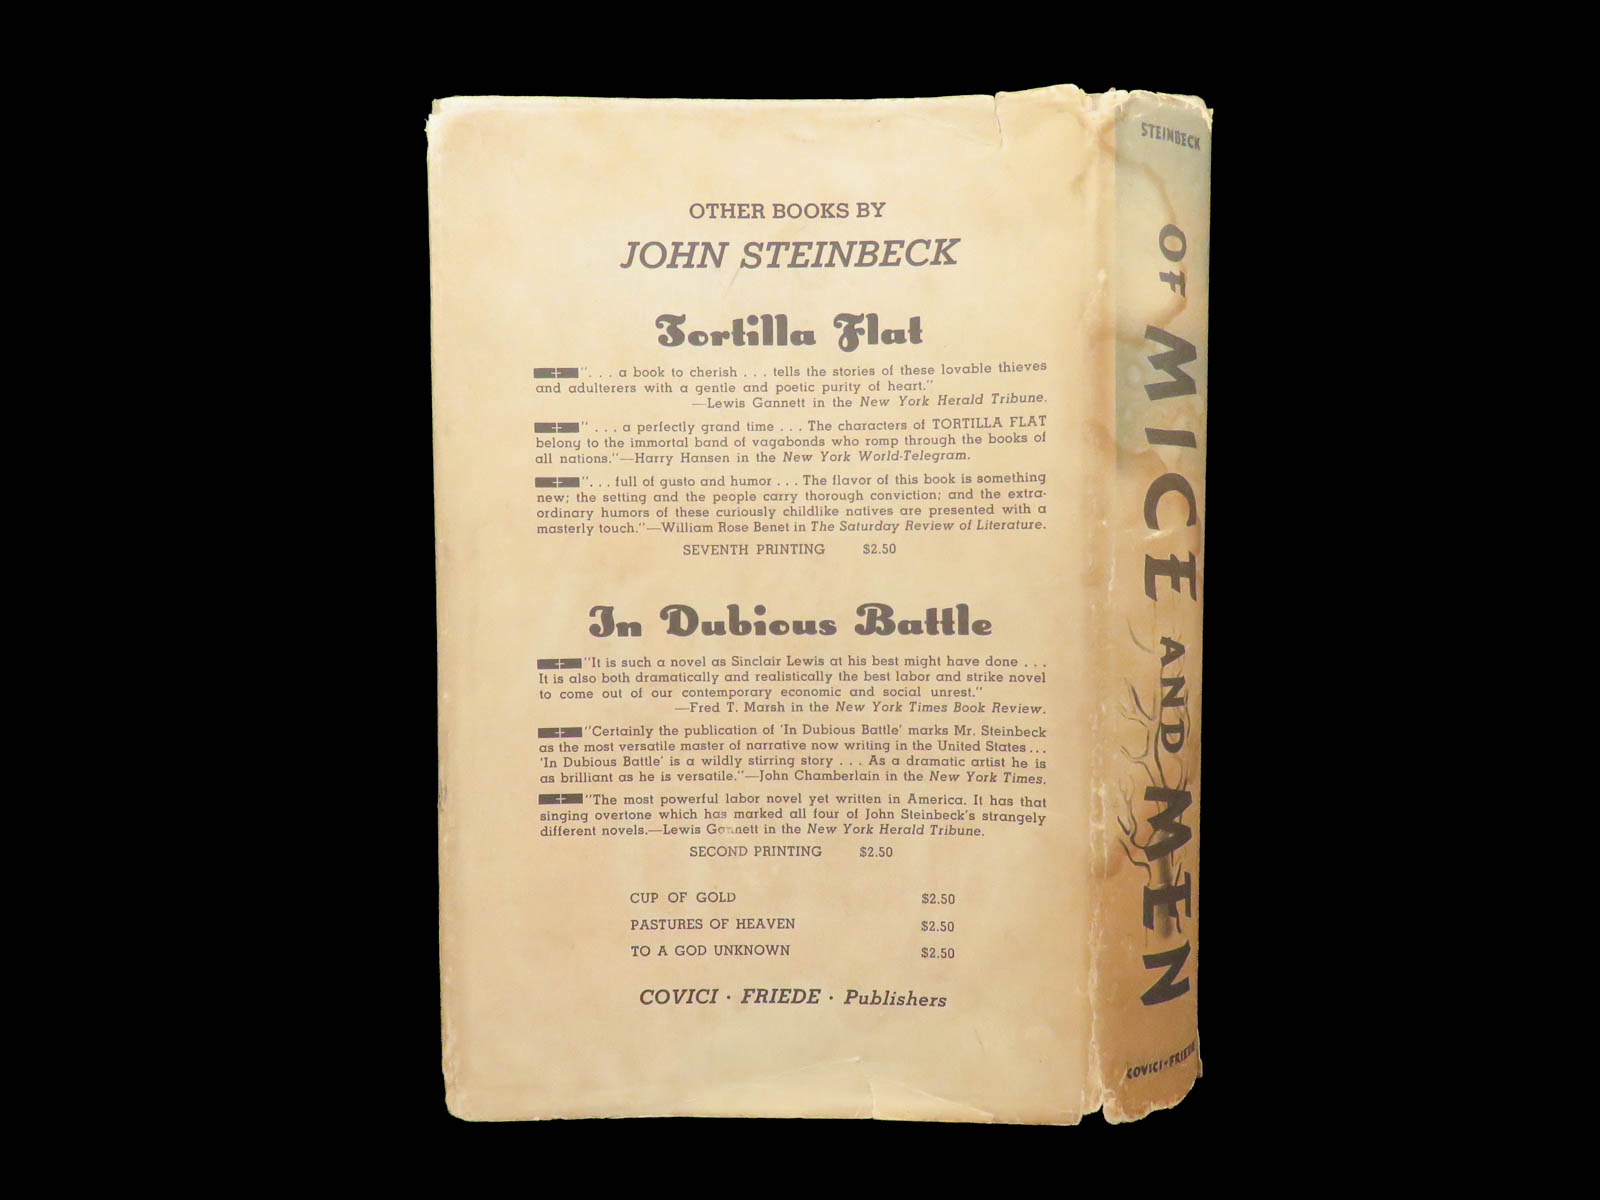 OTHER BOOKS BY
JOHN STEINBECK
Tortilla Flat
". . . a book to cherish . . . tells the stories of these lovable thieves
and adulterers with a gentle and poetic purity of heart."
—Lewis Gannett in the New York Herald Tribune.
" . . . a perfectly grand time . . . The characters of TORTILLA FLAT
belong to the immortal band of vagabonds who romp through the books of
all nations."—Harry Hansen in the New York World-Telegram.
". . . full of gusto and humor . . . The flavor of this book is something
new; the setting and the people carry thorough conviction; and the extra-
ordinary humors of these curiously childlike natives are presented with a
masterly touch."—William Rose Benet in The Saturday Review of Literature.
SEVENTH PRINTING $2.50
In Dubious Battle
"It is such a novel as Sinclair Lewis at his best might have done . . .
It is also both dramatically and realistically the best labor and strike novel
to come out of our contemporary economic and social unrest."
—Fred T. Marsh in the New York Times Book Review.
"Certainly the publication of 'In Dubious Battle' marks Mr. Steinbeck
as the most versatile master of narrative now writing in the United States . . .
'In Dubious Battle' is a wildly stirring story . . . As a dramatic artist he is
as brilliant as he is versatile."—John Chamberlain in the New York Times.
"The most powerful labor novel yet written in America. It has that
singing overtone which has marked all four of John Steinbeck's strangely
different novels.—Lewis Gannett in the New York Herald Tribune.
SECOND PRINTING $2.50
CUP OF GOLD $2.50
PASTURES OF HEAVEN $2.50
TO A GOD UNKNOWN $2.50
COVICI · FRIEDE · Publishers
STEINBECK
OF MICE AND MEN
COVICI·FRIEDE